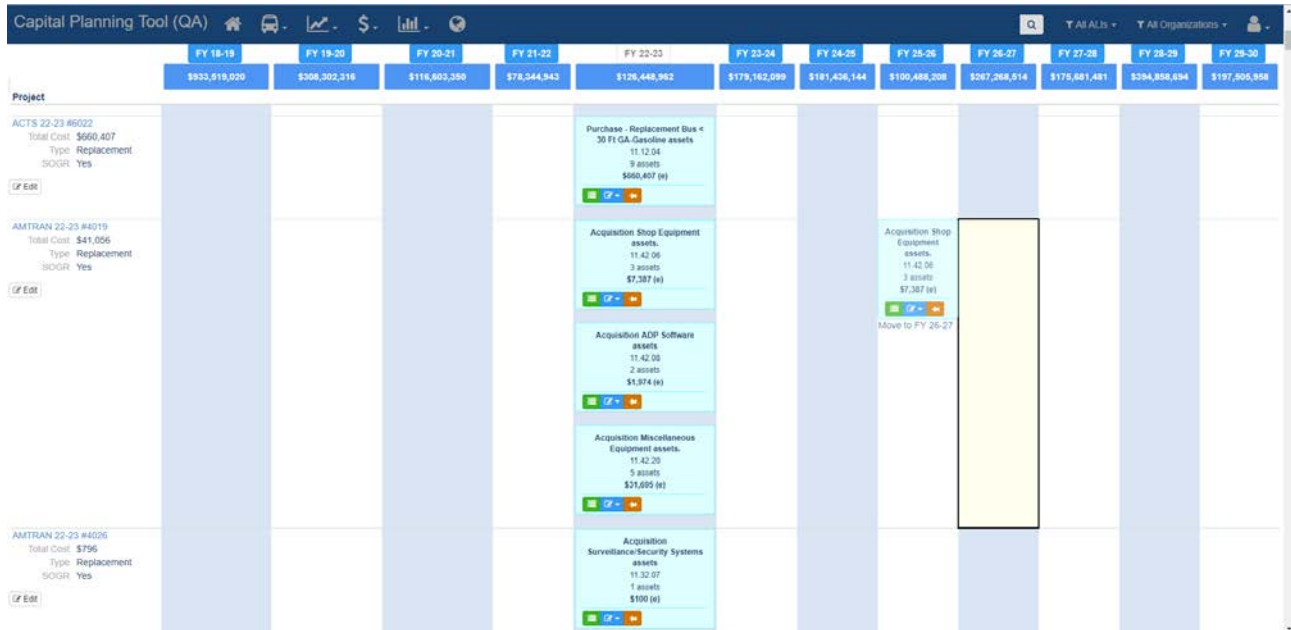 Capital Planning Tool (QA)
$
All ALIs
All Organizations
FY 18-19 FY 19-20 FY 20-21 FY 21-22 FY 22-23 FY 23-24 FY 24-25 FY 25-26 FY 26-27 FY 27-28 FY 28-29 FY 29-30
$933,519,020 $308,302,316 $116,603,350 $78,344,943 $126,448,962 $179,162,099 $181,436,144 $100,488,208 $267,268,514 $175,681,481 $394,858,694 $197,505,958
Project
ACTS 22-23 #6022
Total Cost $660,407
Type Replacement
SOGR Yes
Edit
Purchase - Replacement Bus <
30 Ft GA-Gasoline assets
11.12.04
9 assets
$660,407 (e)
AMTRAN 22-23 #4019
Total Cost $41,056
Type Replacement
SOGR Yes
Edit
Acquisition Shop Equipment
assets.
11.42.06
3 assets
$7,387 (e)
Acquisition Shop
Equipment
assets.
11.42.06
3 assets
$7,387 (e)
Move to FY 26-27
Acquisition ADP Software
assets
11.42.08
2 assets
$1,974 (e)
Acquisition Miscellaneous
Equipment assets.
11.42.20
5 assets
$31,695 (e)
AMTRAN 22-23 #4026
Total Cost $796
Type Replacement
SOGR Yes
Edit
Acquisition
Surveillance/Security Systems
assets
11.32.07
1 assets
$100 (e)